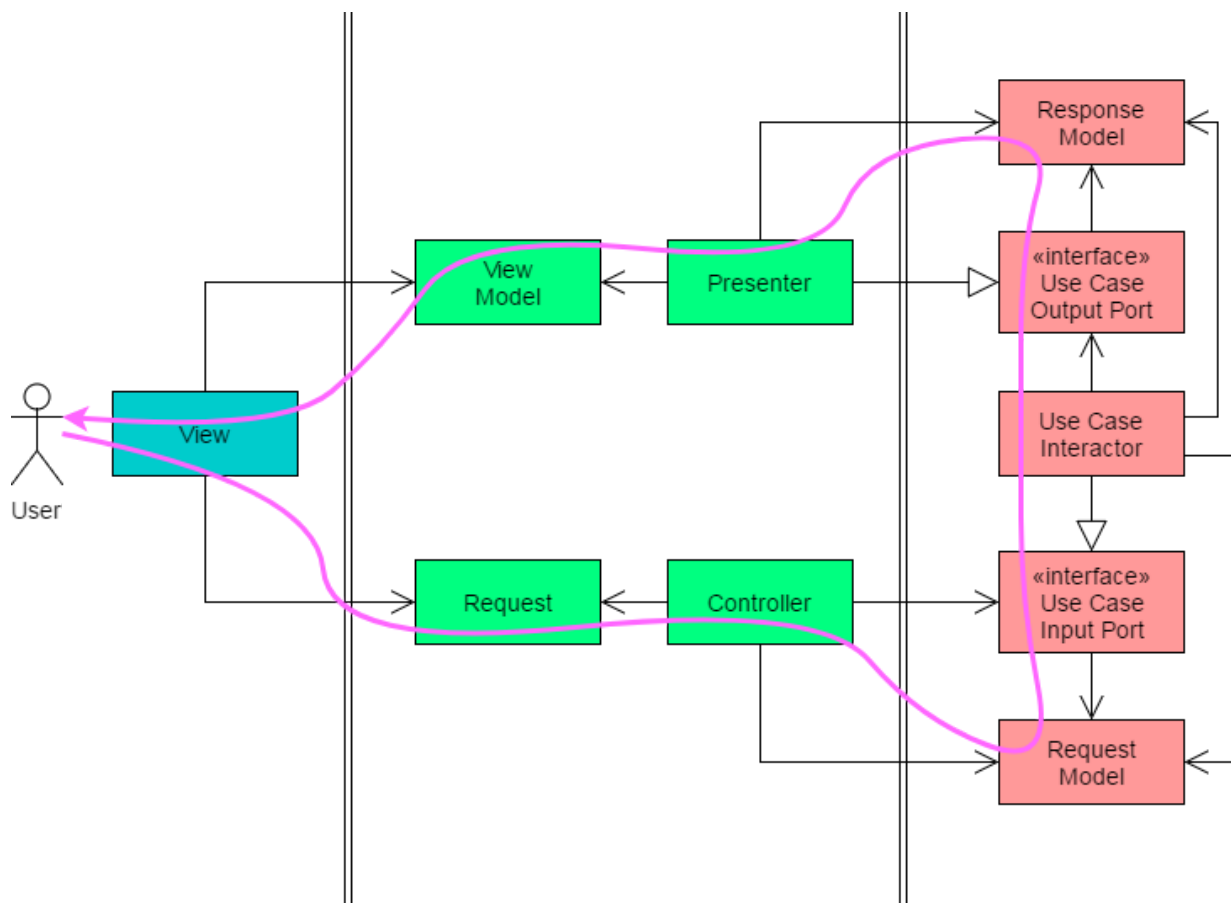 Response
Model
View
Model
Presenter
«interface»
Use Case
Output Port
View
User
Use Case
Interactor
Request
Controller
«interface»
Use Case
Input Port
Request
Model